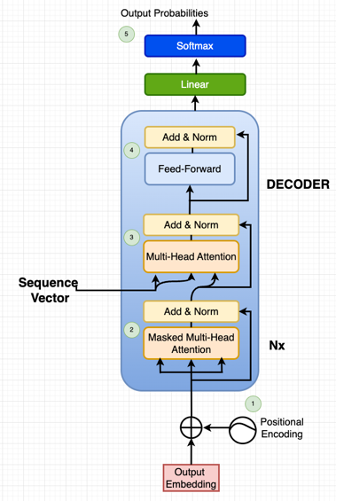 Output Probabilities
5
Softmax
Linear
Add & Norm
4
Feed-Forward
DECODER
Add & Norm
3
Multi-Head Attention
Sequence
Vector
Add & Norm
2
Masked Multi-Head
Attention
Nx
1
Positional
Encoding
Output
Embedding